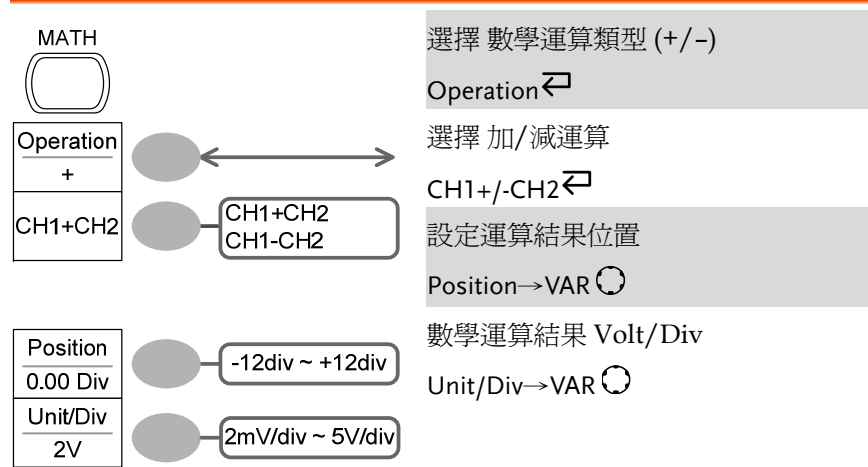 MATH
Operation
+
CH1+CH2
CH1+CH2
CH1-CH2
Position
0.00 Div
-12div ~ +12div
Unit/Div
2V
2mV/div ~ 5V/div
選擇 數學運算類型 (+/–)
Operation
選擇 加/減運算
CH1+/-CH2
設定運算結果位置
Position→VAR
數學運算結果 Volt/Div
Unit/Div→VAR